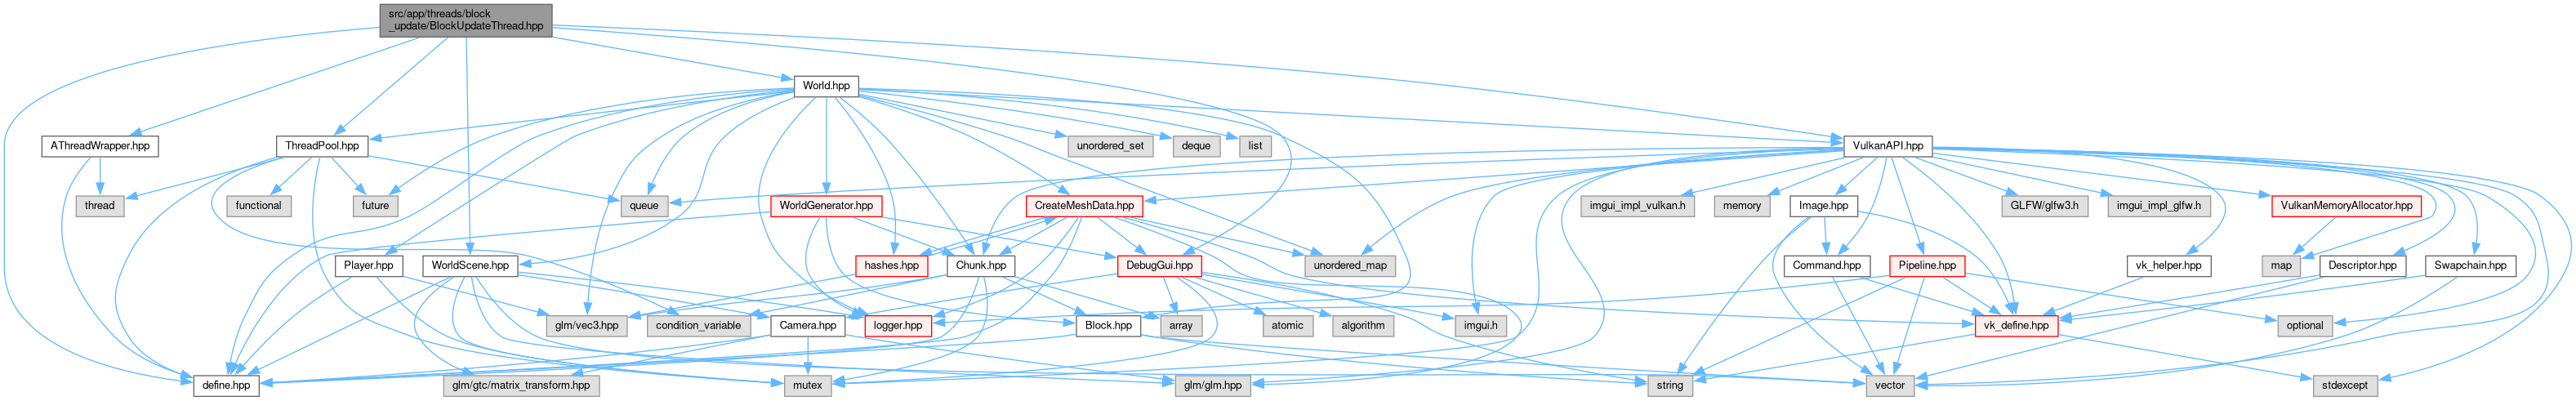 src/app/threads/block
_update/BlockUpdateThread.hpp
World.hpp
AThreadWrapper.hpp
ThreadPool.hpp
unordered_set
deque
list
VulkanAPI.hpp
thread
functional
future
queue
WorldGenerator.hpp
CreateMeshData.hpp
imgui_impl_vulkan.h
memory
Image.hpp
GLFW/glfw3.h
imgui_impl_glfw.h
VulkanMemoryAllocator.hpp
Player.hpp
WorldScene.hpp
hashes.hpp
Chunk.hpp
DebugGui.hpp
unordered_map
Command.hpp
Pipeline.hpp
vk_helper.hpp
map
Descriptor.hpp
Swapchain.hpp
glm/vec3.hpp
condition_variable
Camera.hpp
logger.hpp
Block.hpp
array
atomic
algorithm
imgui.h
vk_define.hpp
optional
define.hpp
glm/gtc/matrix_transform.hpp
mutex
glm/glm.hpp
string
vector
stdexcept